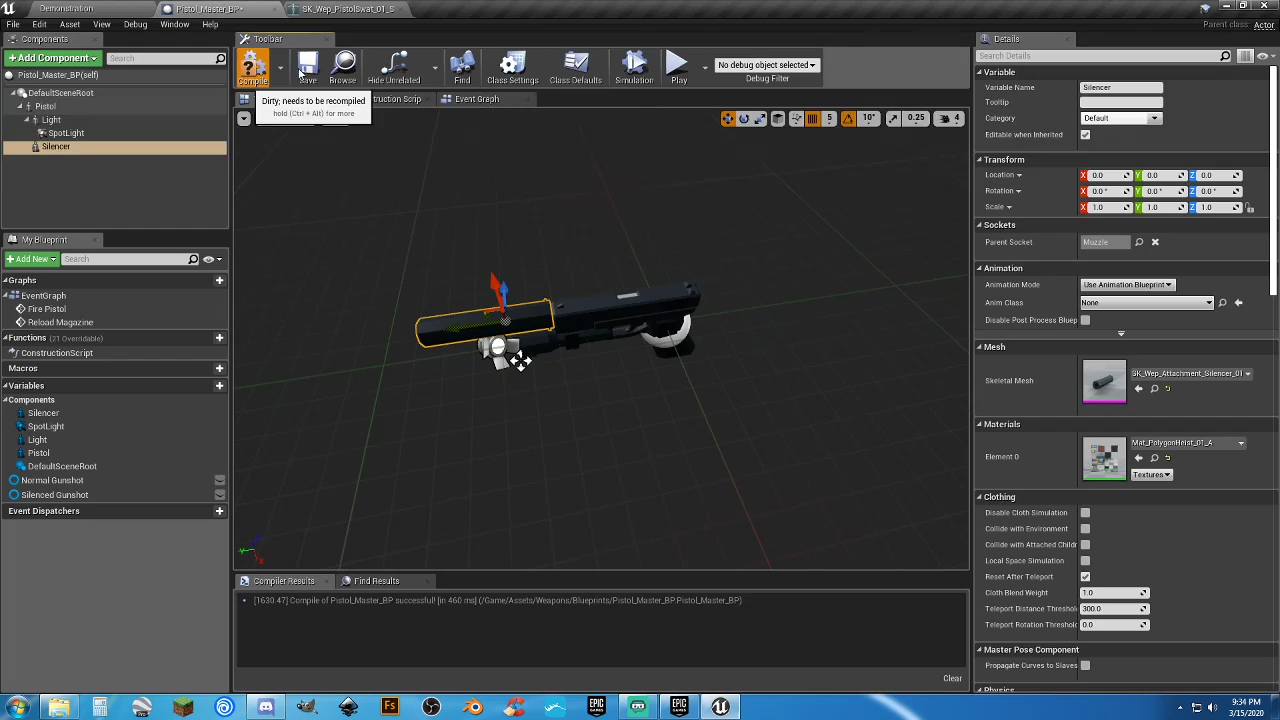 Demonstration
Pistol_Master_BP*
SK_Wep_PistolSwat_01_S
File
Edit
Asset
View
Debug
Window
Help
Parent class: Actor
Components
Toolbar
Details
+ Add Component
Search
Pistol_Master_BP(self)
DefaultSceneRoot
Pistol
Light
SpotLight
Silencer
Compile
Save
Browse
Hide Unrelated
Find
Class Settings
Class Defaults
Simulation
Play
No debug object selected
Debug Filter
Dirty; needs to be recompiled
hold (Ctrl + Alt) for more
nstruction Scrip
Event Graph
5
10°
0.25
4
Search Details
Variable
Variable Name
Silencer
Tooltip
Category
Default
Editable when Inherited
Transform
Location
X 0.0 Y 0.0 Z 0.0
Rotation
X 0.0 ° Y 0.0 ° Z 0.0 °
Scale
X 1.0 Y 1.0 Z 1.0
Sockets
Parent Socket
Muzzle
Animation
Animation Mode
Use Animation Blueprint
Anim Class
None
Disable Post Process Bluep
Mesh
Skeletal Mesh
SK_Wep_Attachment_Silencer_01
Materials
Element 0
Mat_PolygonHeist_01_A
Textures
Clothing
Disable Cloth Simulation
Collide with Environment
Collide with Attached Childr
Local Space Simulation
Reset After Teleport
Cloth Blend Weight
1.0
Teleport Distance Threshol
300.0
Teleport Rotation Threshol
0.0
Master Pose Component
Propagate Curves to Slaves
Physics
My Blueprint
+ Add New
Search
Graphs
EventGraph
Fire Pistol
Reload Magazine
Functions (21 Overridable)
ConstructionScript
Macros
Variables
Components
Silencer
SpotLight
Light
Pistol
DefaultSceneRoot
Normal Gunshot
Silenced Gunshot
Event Dispatchers
Compiler Results
Find Results
[1630.47] Compile of Pistol_Master_BP successful! [in 460 ms] (/Game/Assets/Weapons/Blueprints/Pistol_Master_BP.Pistol_Master_BP)
Clear
9:34 PM
3/15/2020